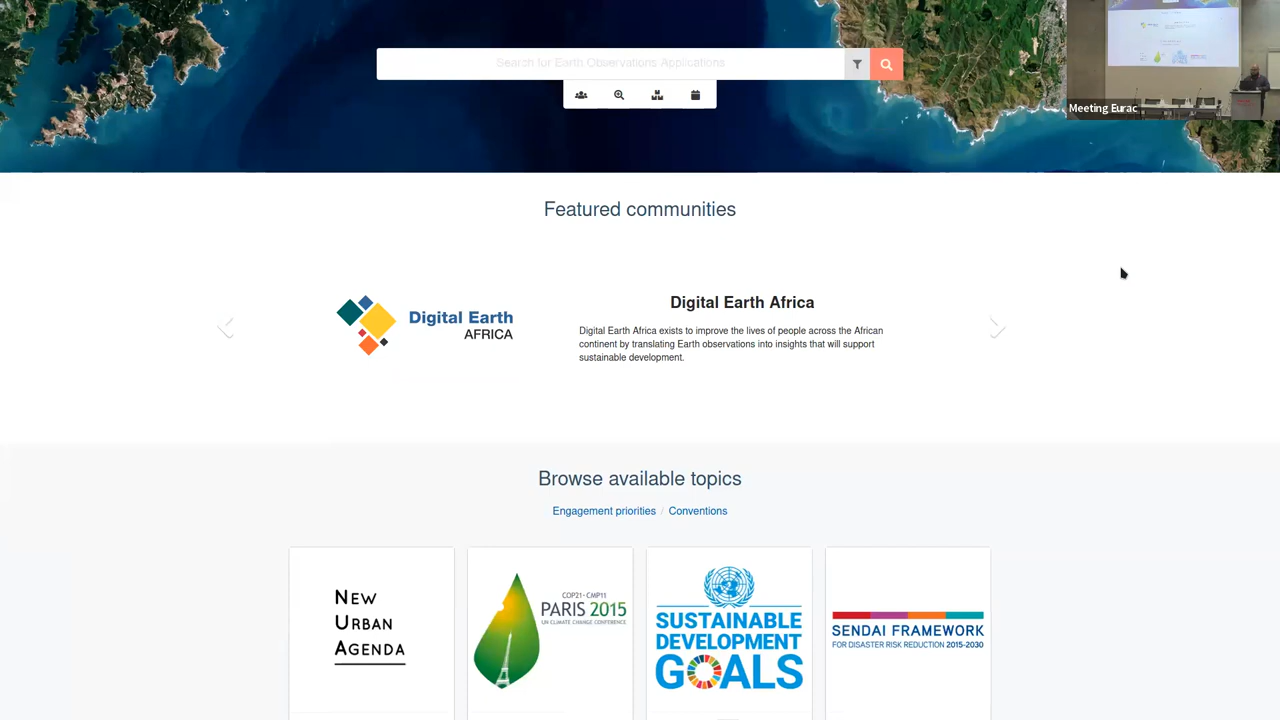 Search for Earth Observations Applications
Meeting Eurac
Featured communities
Digital Earth
AFRICA
Digital Earth Africa
Digital Earth Africa exists to improve the lives of people across the African
continent by translating Earth observations into insights that will support
sustainable development.
Browse available topics
Engagement priorities / Conventions
NEW
URBAN
AGENDA
COP21·CMP11
PARIS 2015
UN CLIMATE CHANGE CONFERENCE
SUSTAINABLE
DEVELOPMENT
GOALS
SENDAI FRAMEWORK
FOR DISASTER RISK REDUCTION 2015-2030